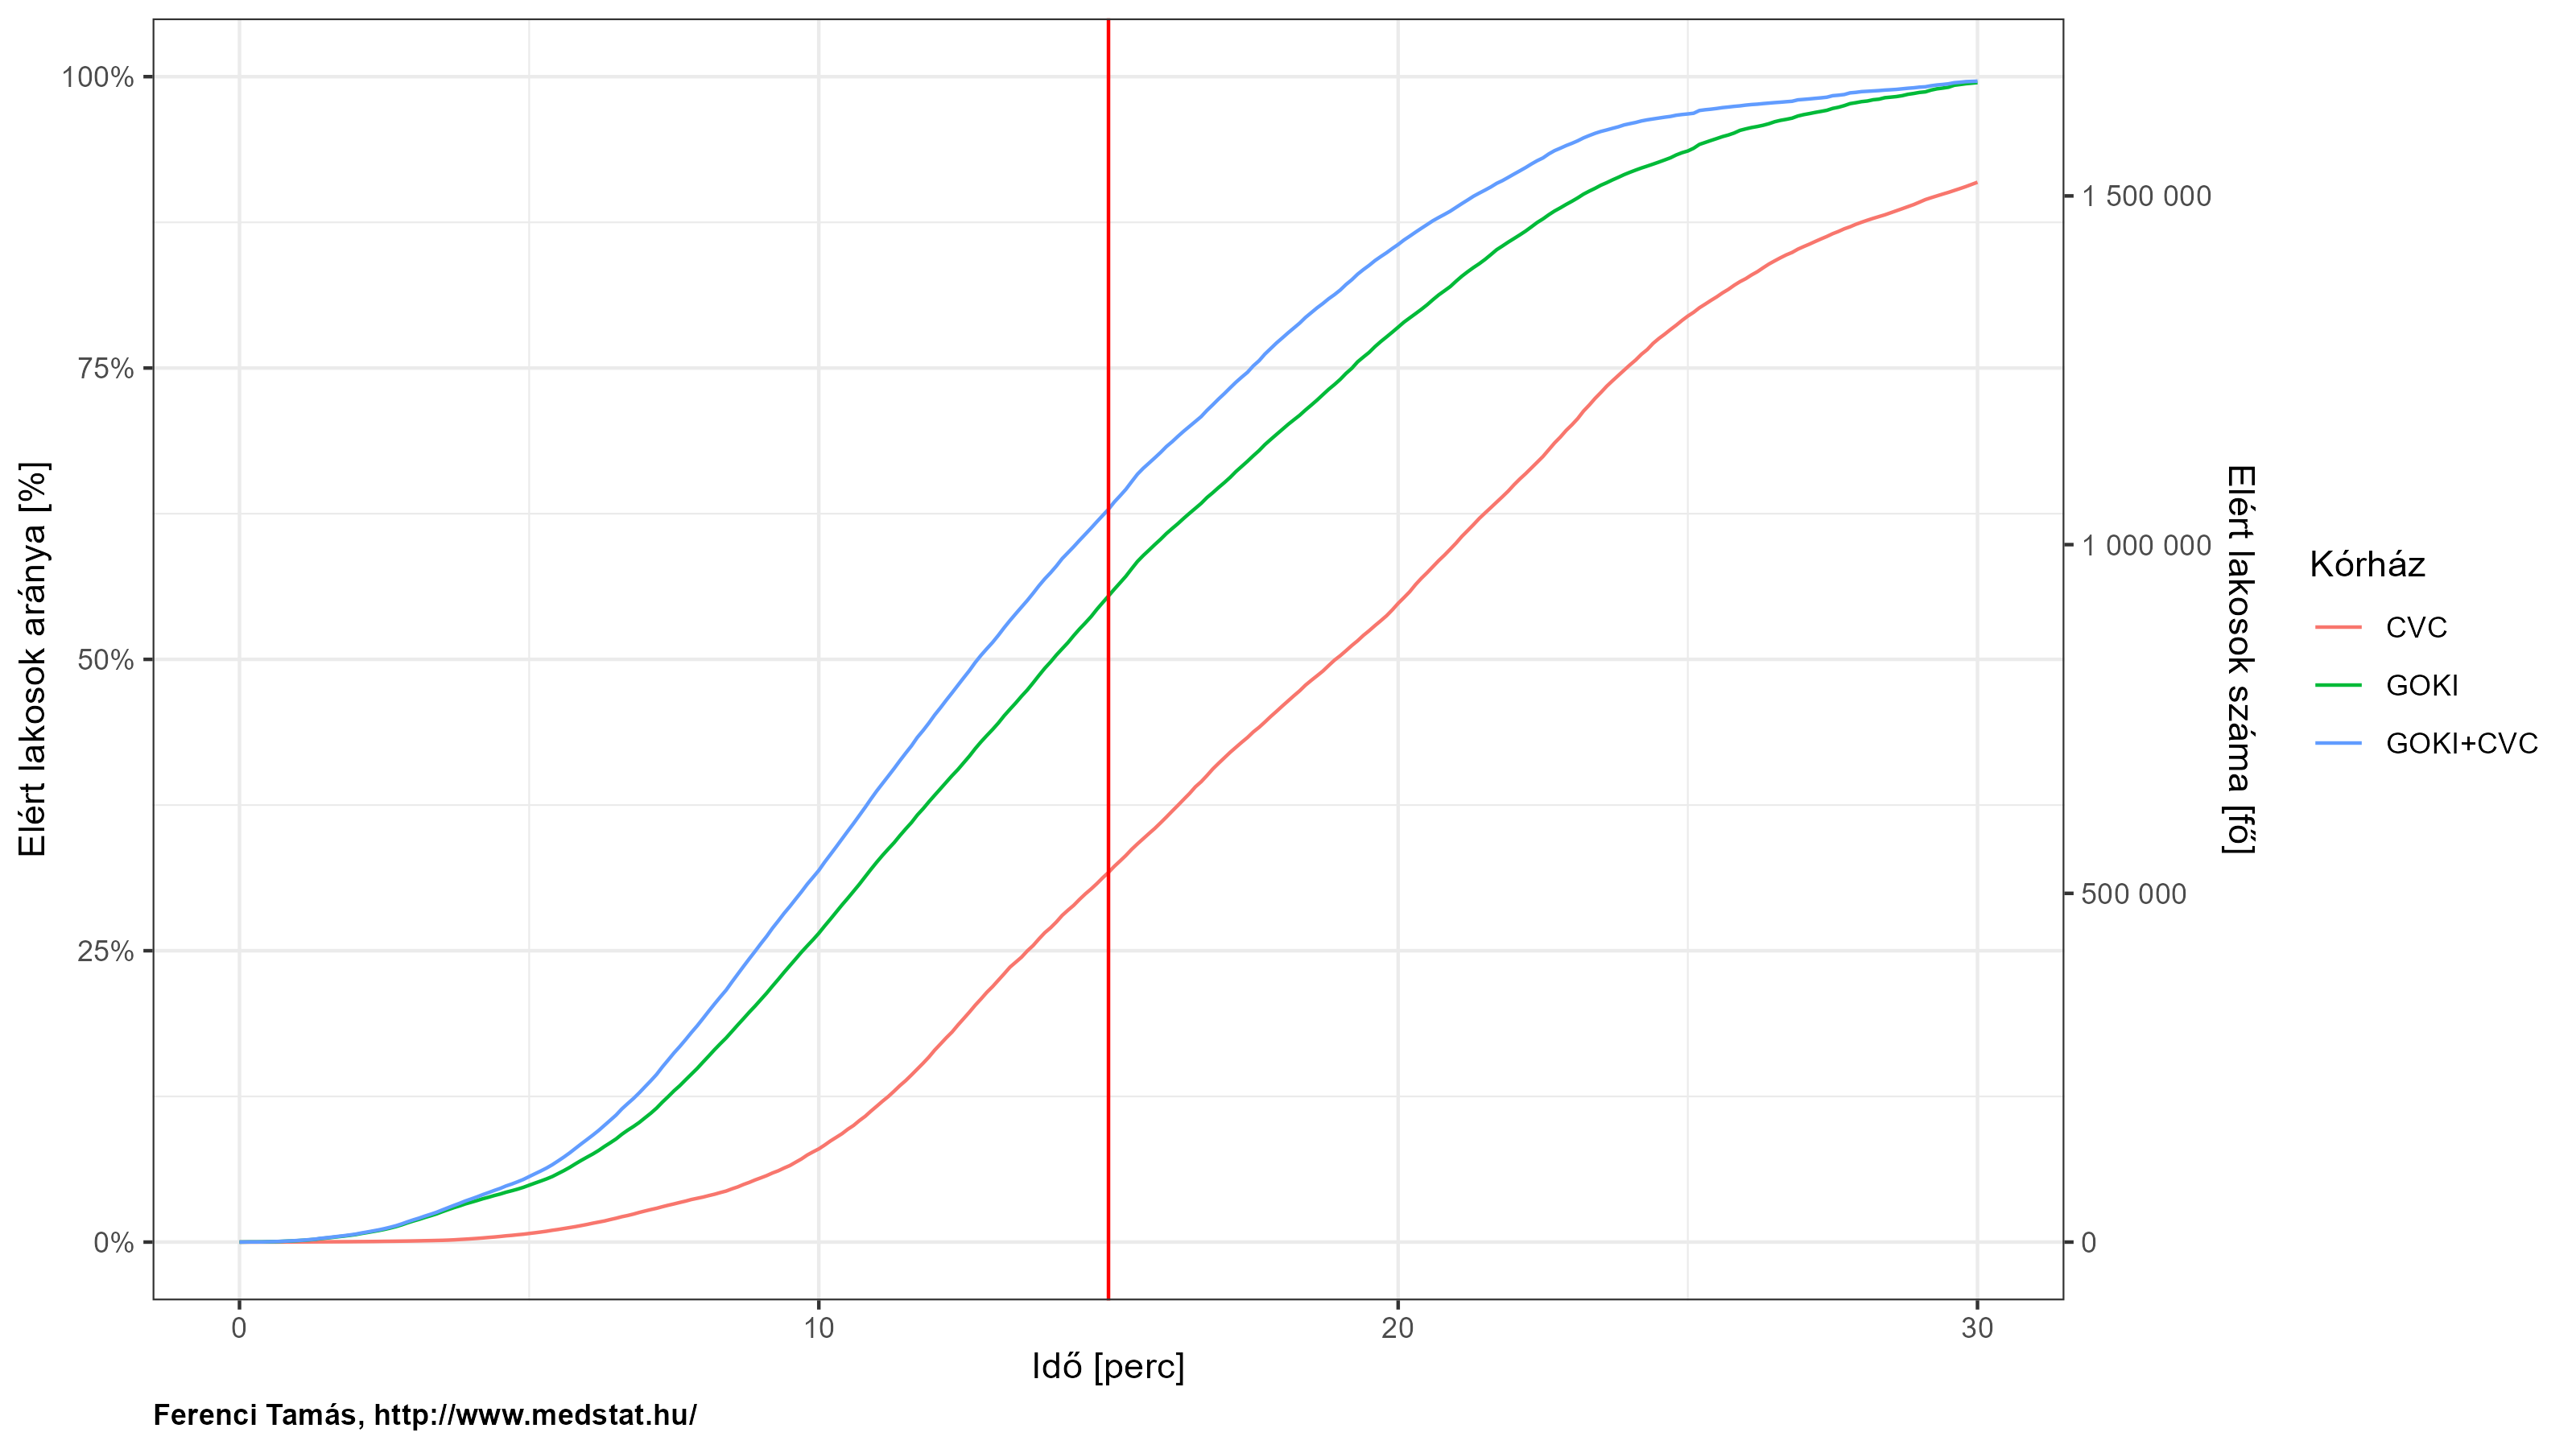 Elért lakosok aránya [%]
100%
75%
50%
25%
0%
0
10
20
30
Idő [perc]
1 500 000
1 000 000
500 000
0
Elért lakosok száma [fő]
Kórház
CVC
GOKI
GOKI+CVC
Ferenci Tamás, http://www.medstat.hu/